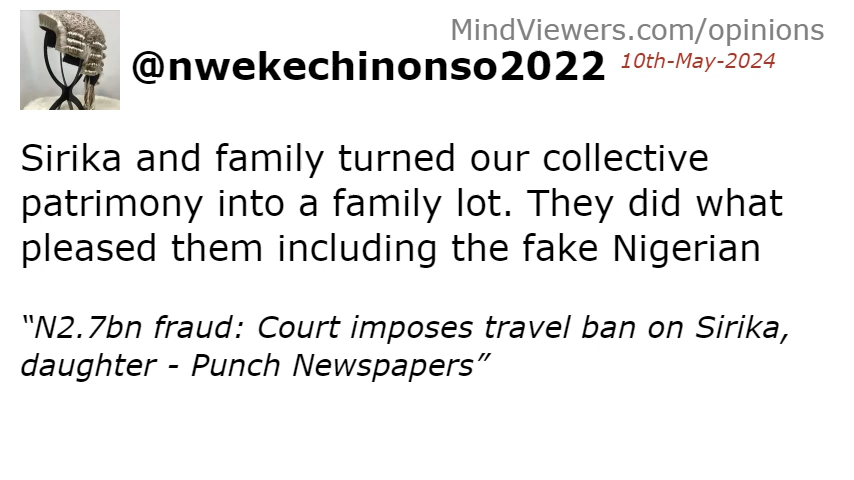 MindViewers.com/opinions
@nwekechinonso2022 10th-May-2024
Sirika and family turned our collective
patrimony into a family lot. They did what
pleased them including the fake Nigerian
“N2.7bn fraud: Court imposes travel ban on Sirika,
daughter - Punch Newspapers”